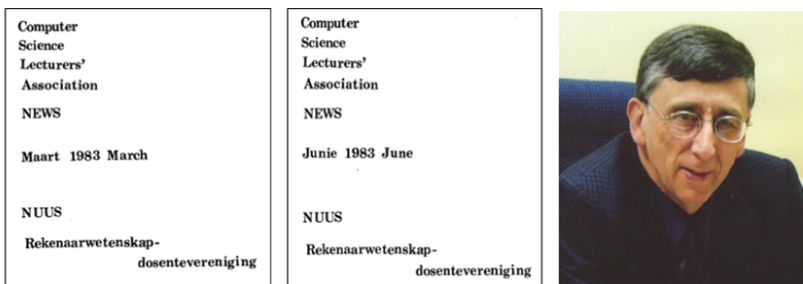 Computer
Science
Lecturers'
Association
NEWS
Maart 1983 March
NUUS
Rekenaarwetenskap-
dosentevereniging
Computer
Science
Lecturers'
Association
NEWS
Junie 1983 June
NUUS
Rekenaarwetenskap-
dosentevereniging